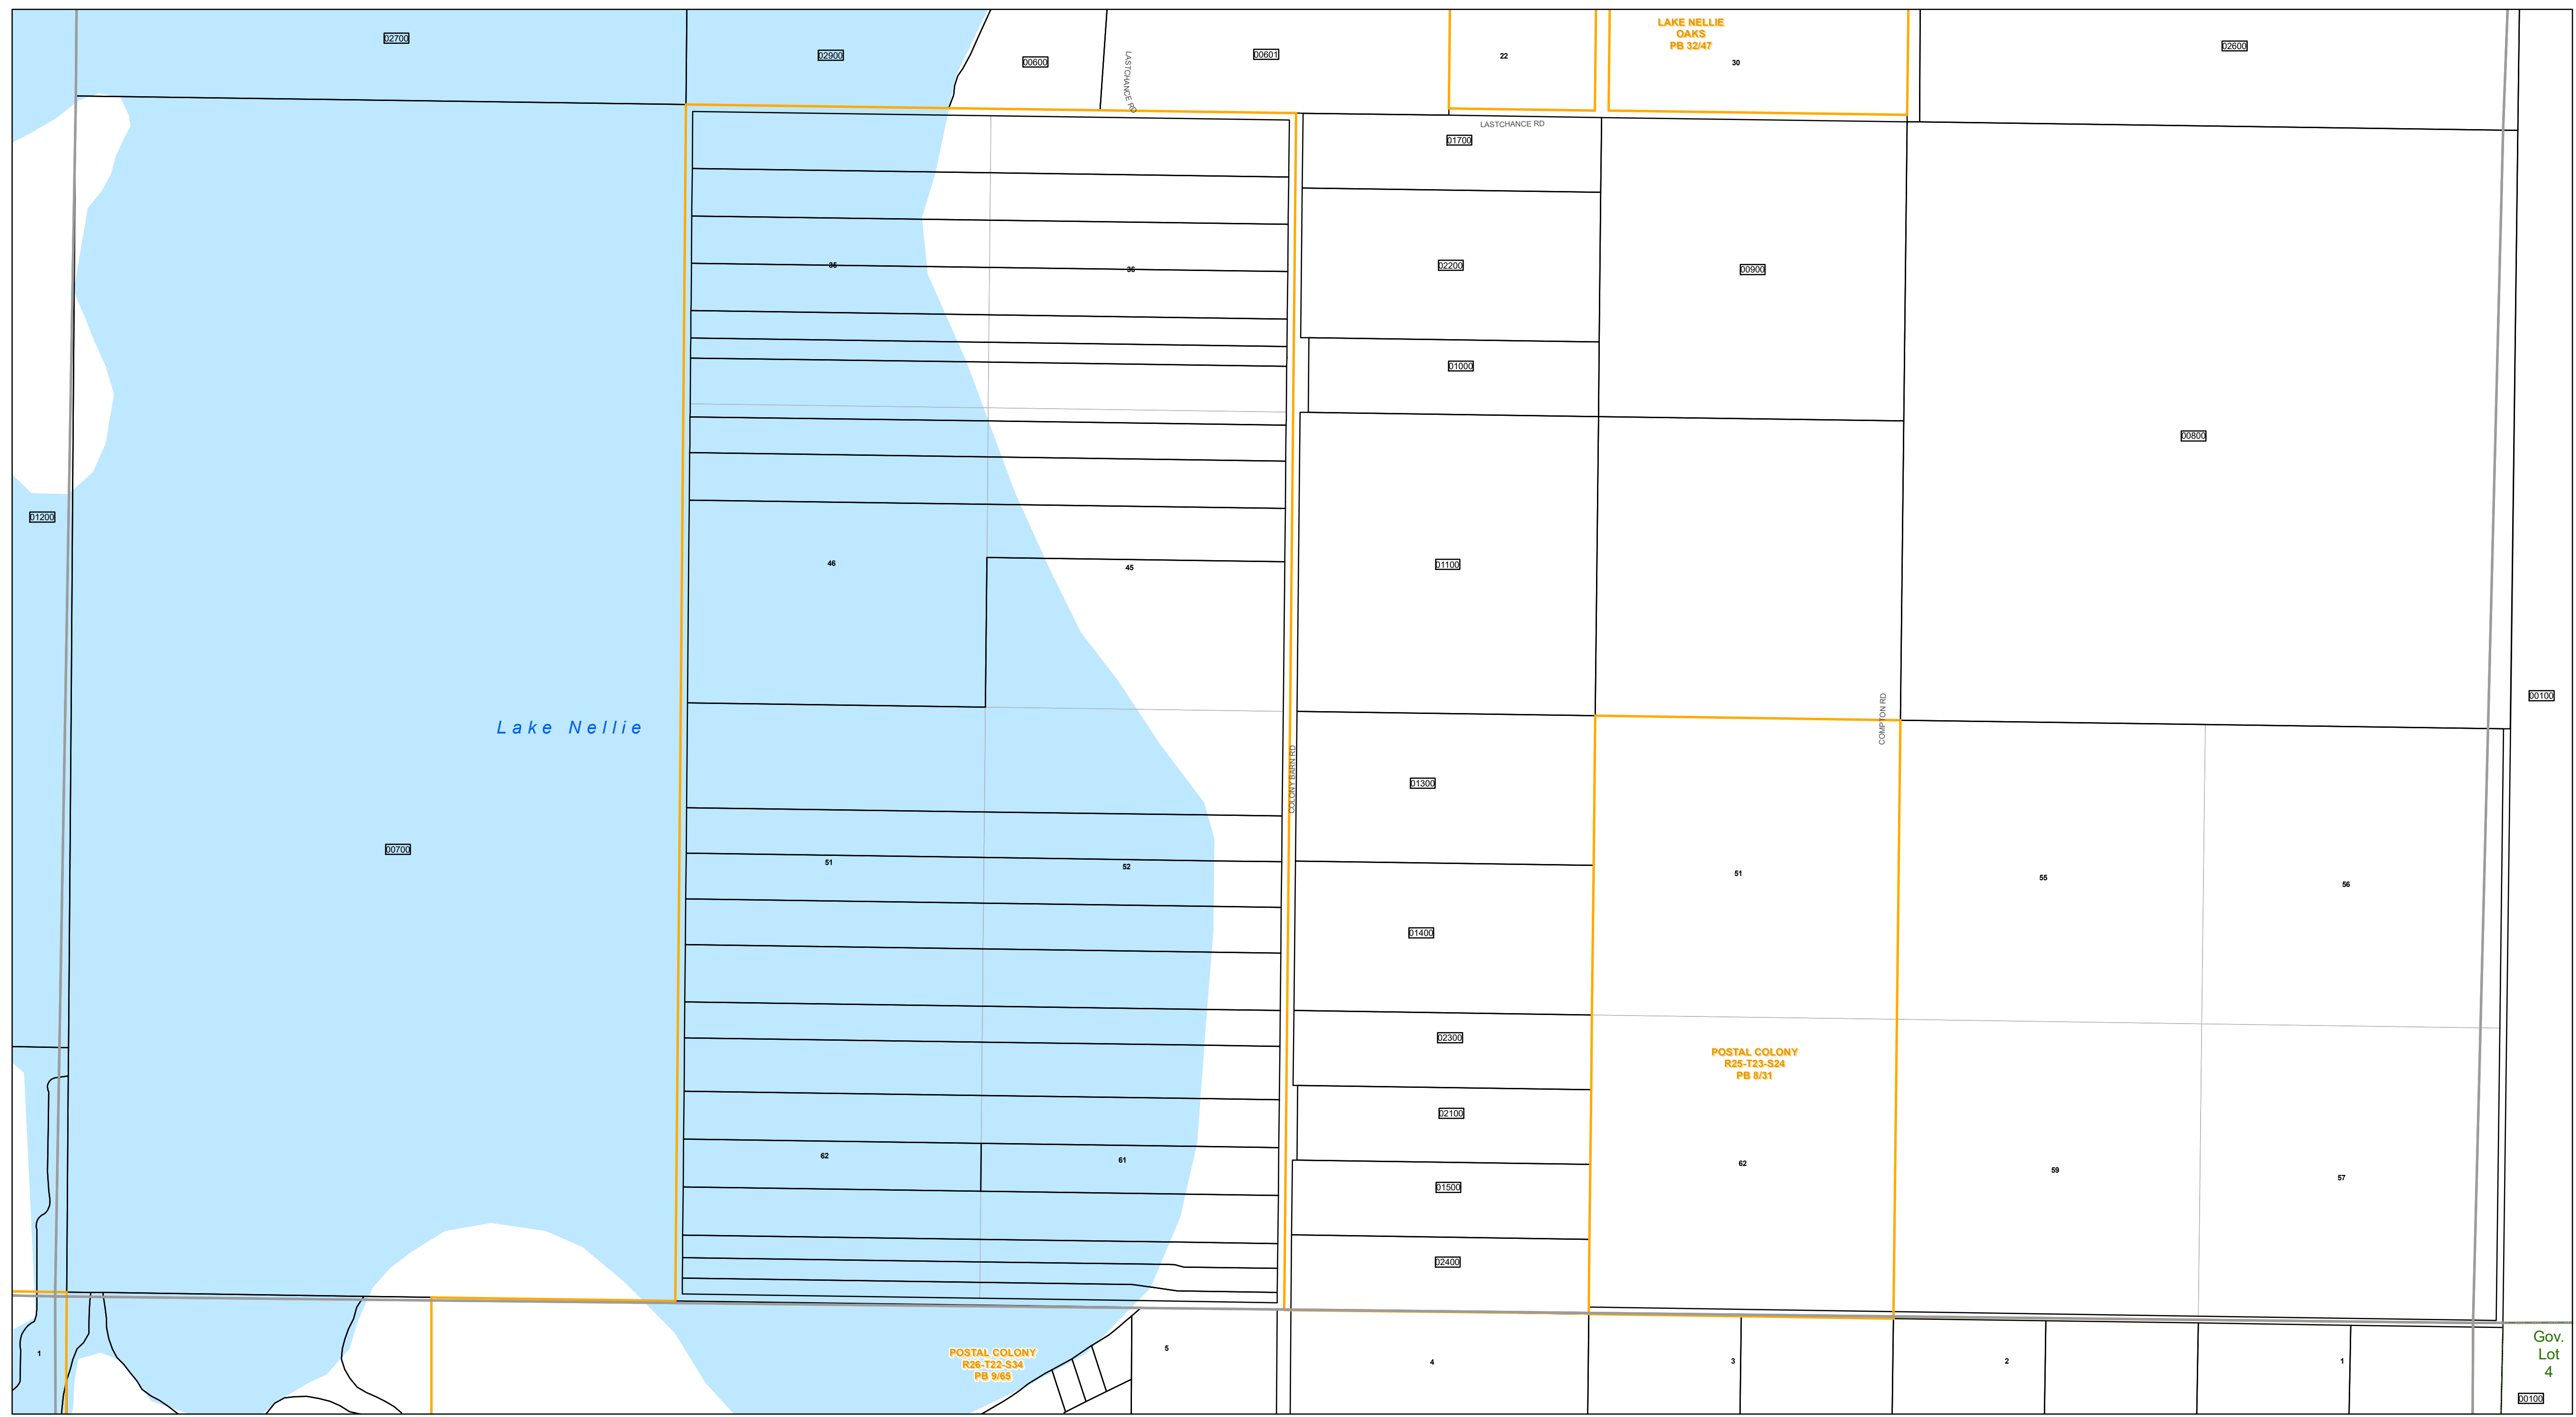 LAKE NELLIE
OAKS
PB 32/47
02700
02900
00600
LASTCHANCE RD
00601
22
30
02600
LASTCHANCE RD
01700
35
36
02200
00900
01000
00800
01200
46
45
01100
00100
Lake Nellie
COLONY BARN RD
COMPTON RD
01300
00700
51
52
51
55
56
01400
02300
POSTAL COLONY
R25-T23-S24
PB 8/31
02100
62
61
62
59
57
01500
02400
1
POSTAL COLONY
R26-T22-S34
PB 9/65
5
4
3
2
1
Gov.
Lot
4
00100